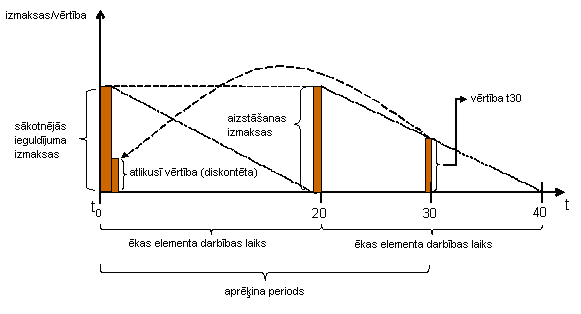 izmaksas/vērtība
vērtība t30
aizstāšanas
izmaksas
sākotnējās
ieguldījuma
izmaksas
atlikusī vērtība (diskontēta)
t0
20
30
40
t
ēkas elementa darbības laiks
ēkas elementa darbības laiks
aprēķina periods